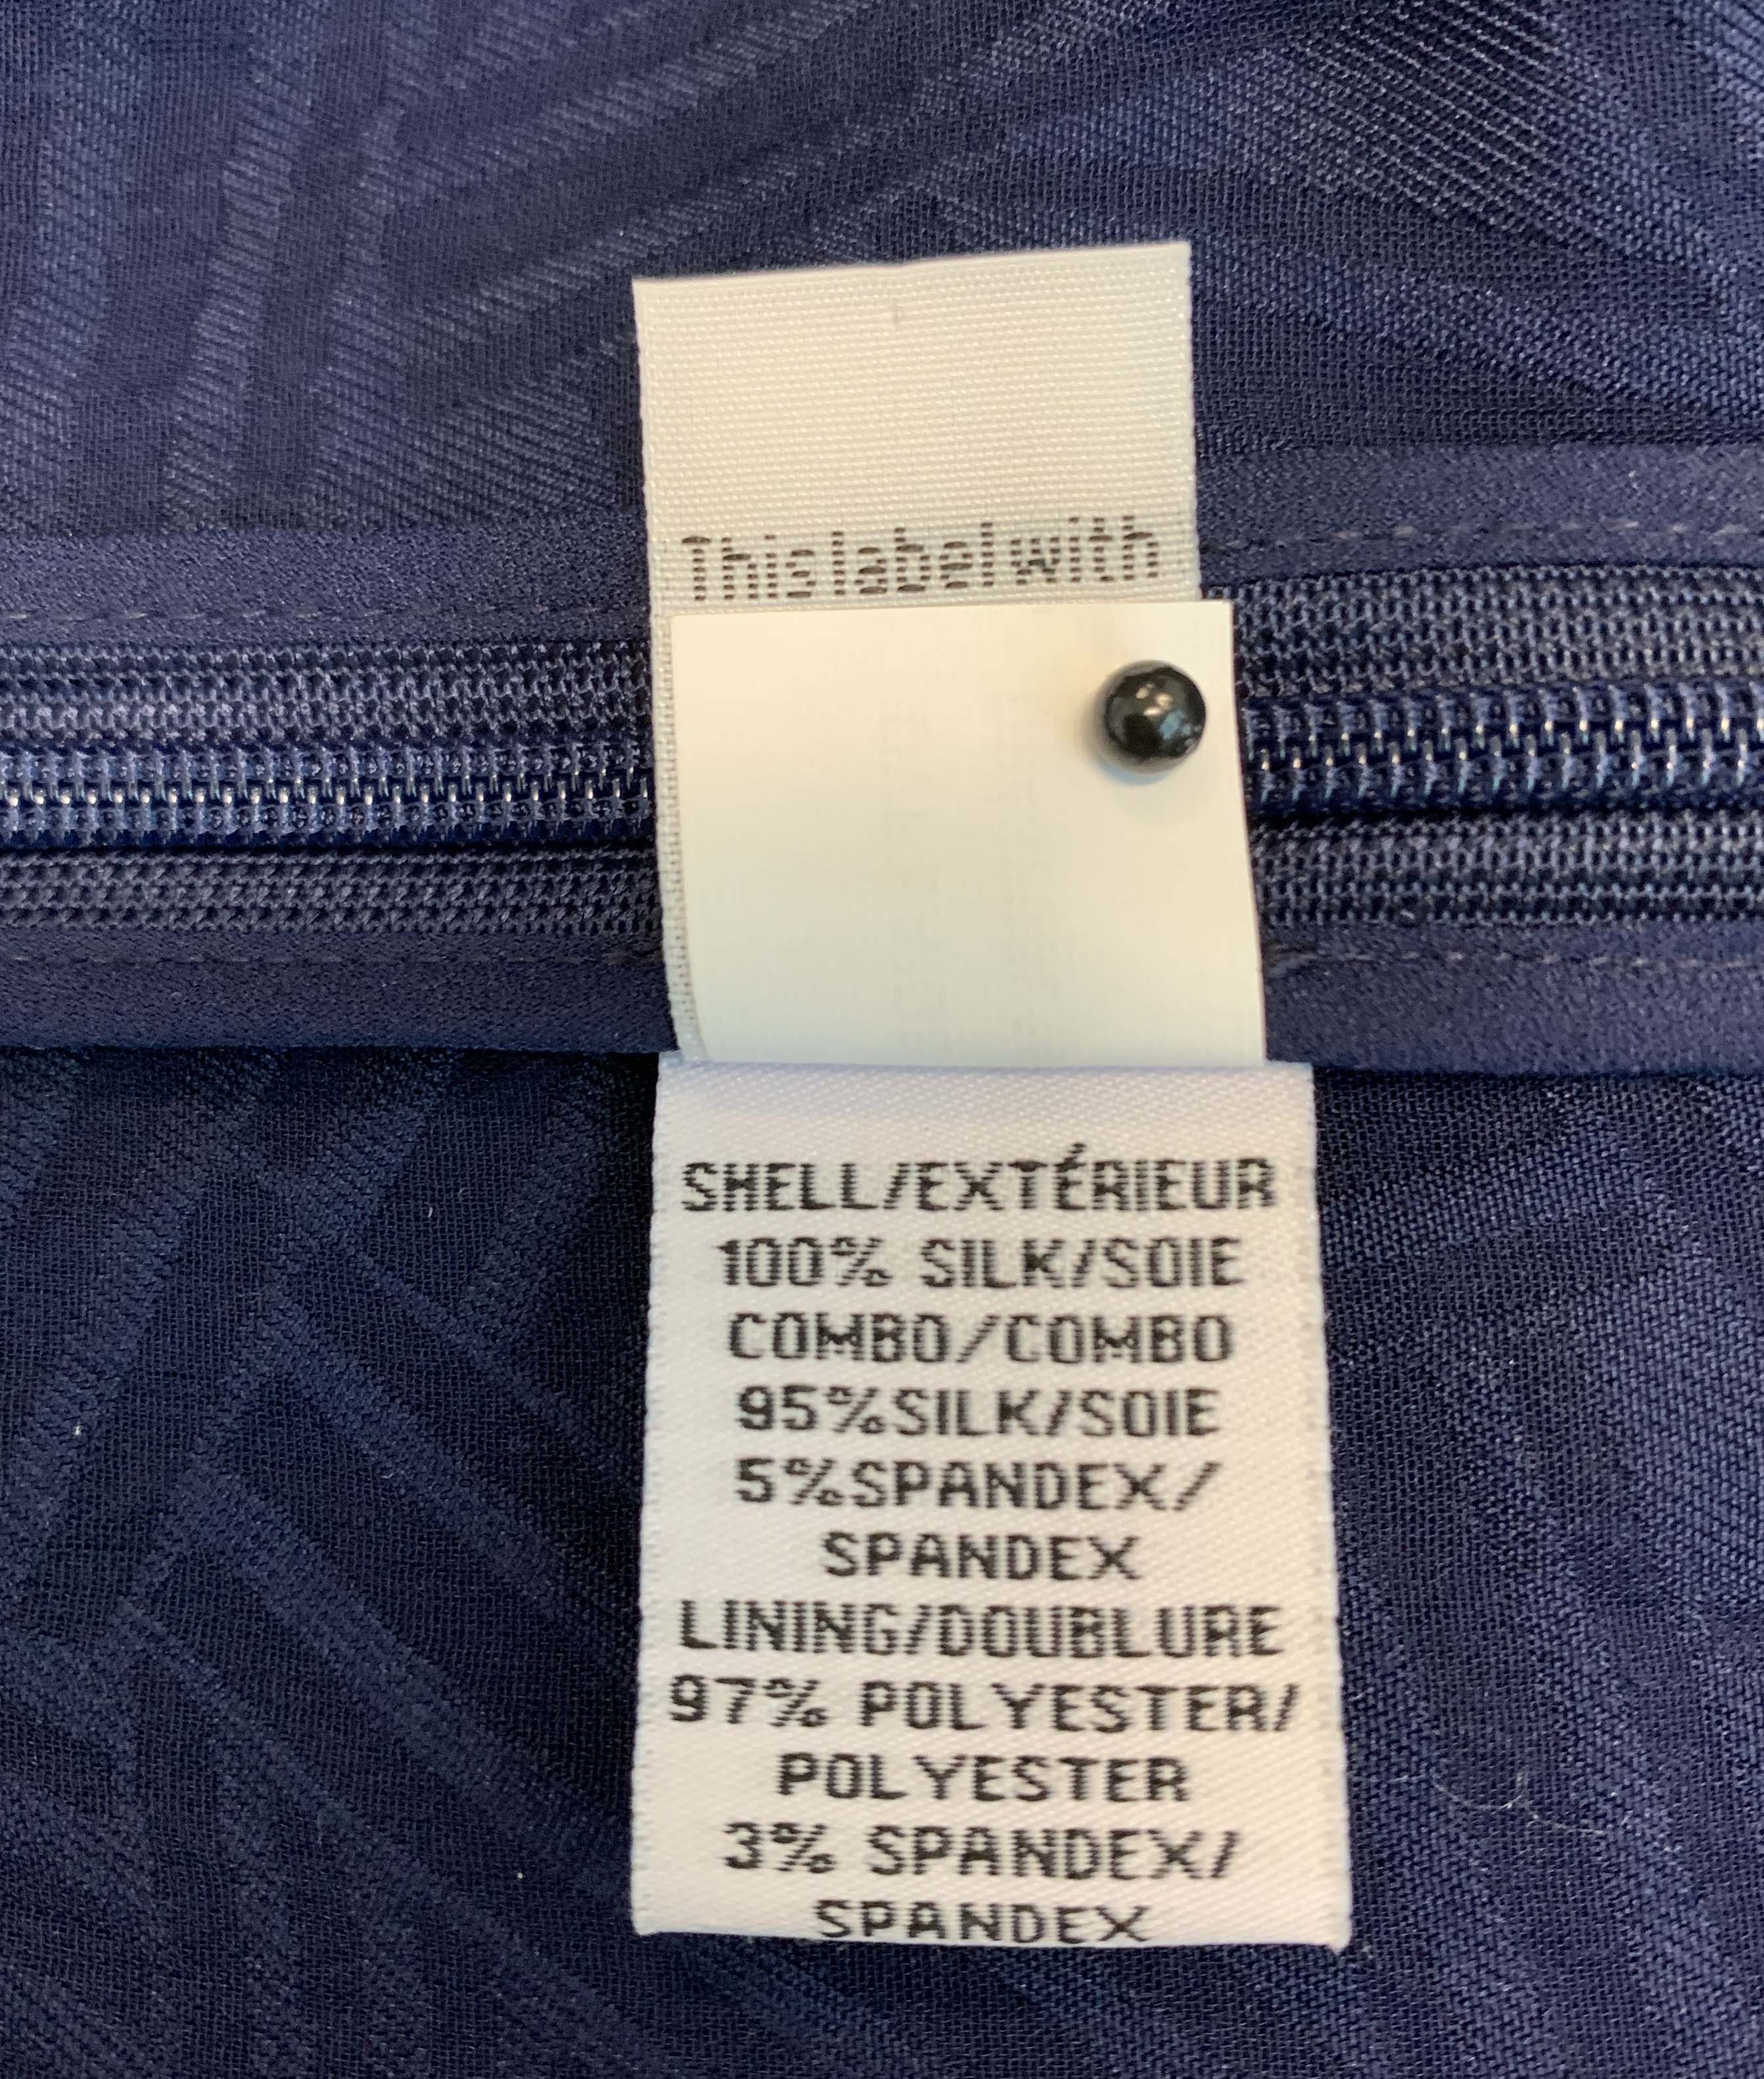 This label with
SHELL/EXTÉRIEUR
100% SILK/SOIE
COMBO/COMBO
95%SILK/SOIE
5%SPANDEX/
SPANDEX
LINING/DOUBLURE
97% POLYESTER/
POLYESTER
3% SPANDEX/
SPANDEX